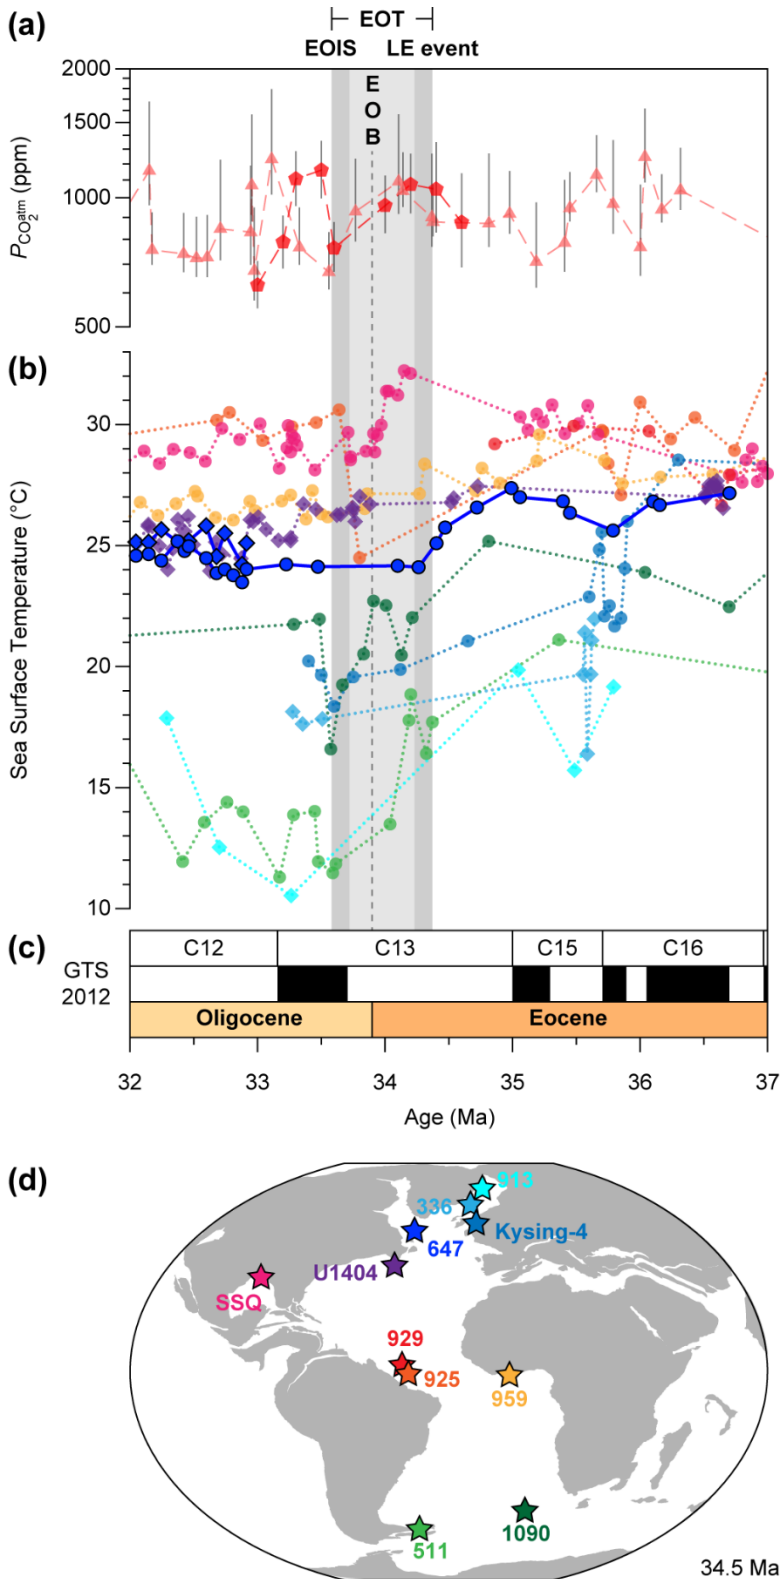 (a)
EOT
EOIS LE event
E
O
B
2000
1500
1000
500
P CO2 atm (ppm)
(b)
30
25
20
15
10
Sea Surface Temperature (°C)
(c)
C12 C13 C15 C16
GTS
2012
Oligocene Eocene
32 33 34 35 36 37
Age (Ma)
(d)
913
336
Kysing-4
647
U1404
SSQ
929
925
959
1090
511
34.5 Ma